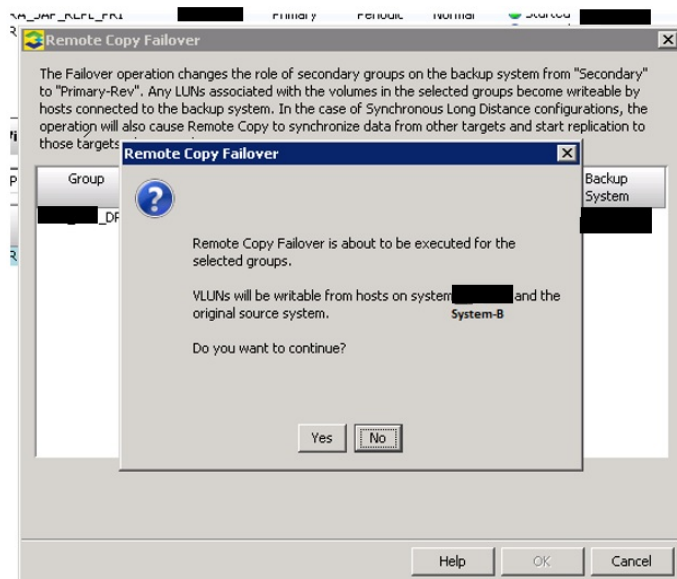 Primary Periodic Normal Started
Remote Copy Failover
The Failover operation changes the role of secondary groups on the backup system from "Secondary"
to "Primary-Rev". Any LUNs associated with the volumes in the selected groups become writeable by
hosts connected to the backup system. In the case of Synchronous Long Distance configurations, the
operation will also cause Remote Copy to synchronize data from other targets and start replication to
those targets
Remote Copy Failover
Group
Backup
System
_DR
Remote Copy Failover is about to be executed for the
selected groups.
VLUNs will be writable from hosts on system and the
original source system.
System-B
Do you want to continue?
Yes No
Help OK Cancel